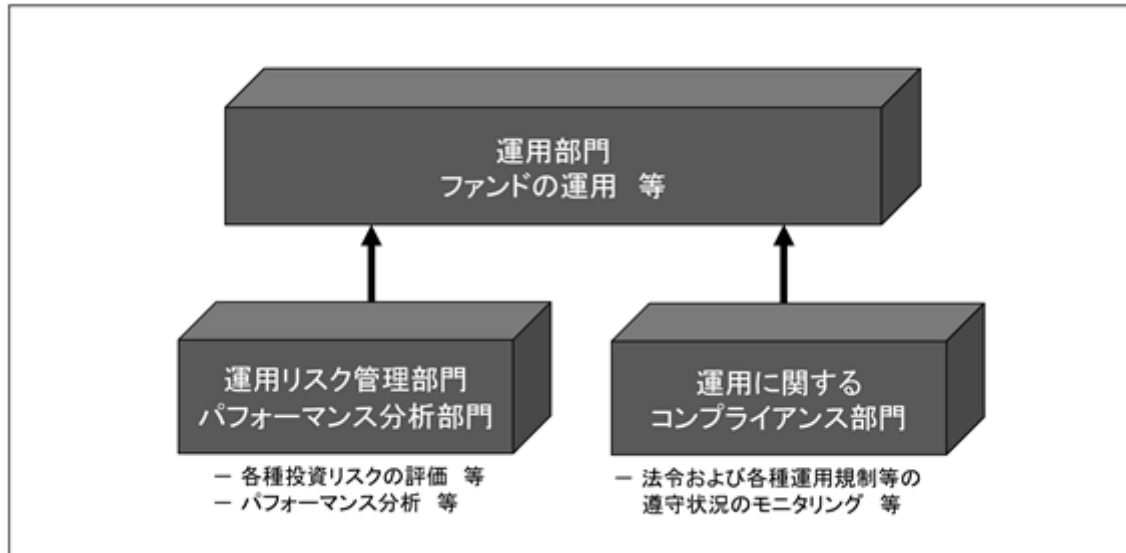 運用部門
ファンドの運用 等
運用リスク管理部門
パフォーマンス分析部門
運用に関する
コンプライアンス部門
－ 各種投資リスクの評価 等
－ パフォーマンス分析 等
－ 法令および各種運用規制等の
遵守状況のモニタリング 等